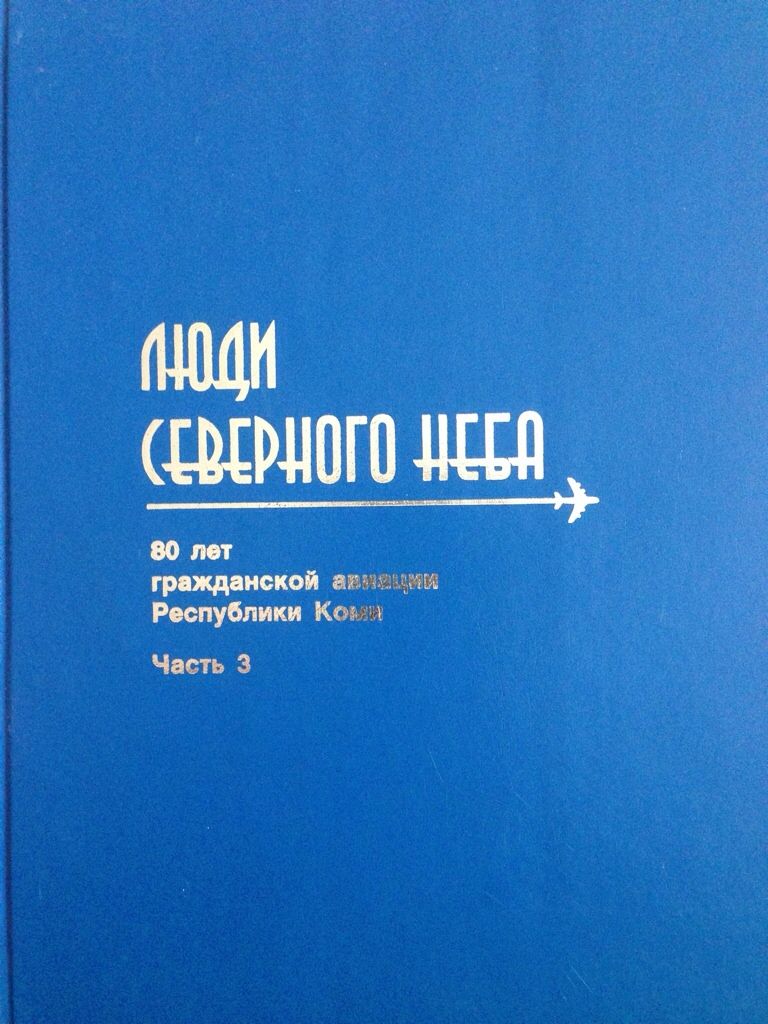 ЛЮДИ
СЕВЕРНОГО НЕБА
80 лет
гражданской авиации
Республики Коми
Часть 3